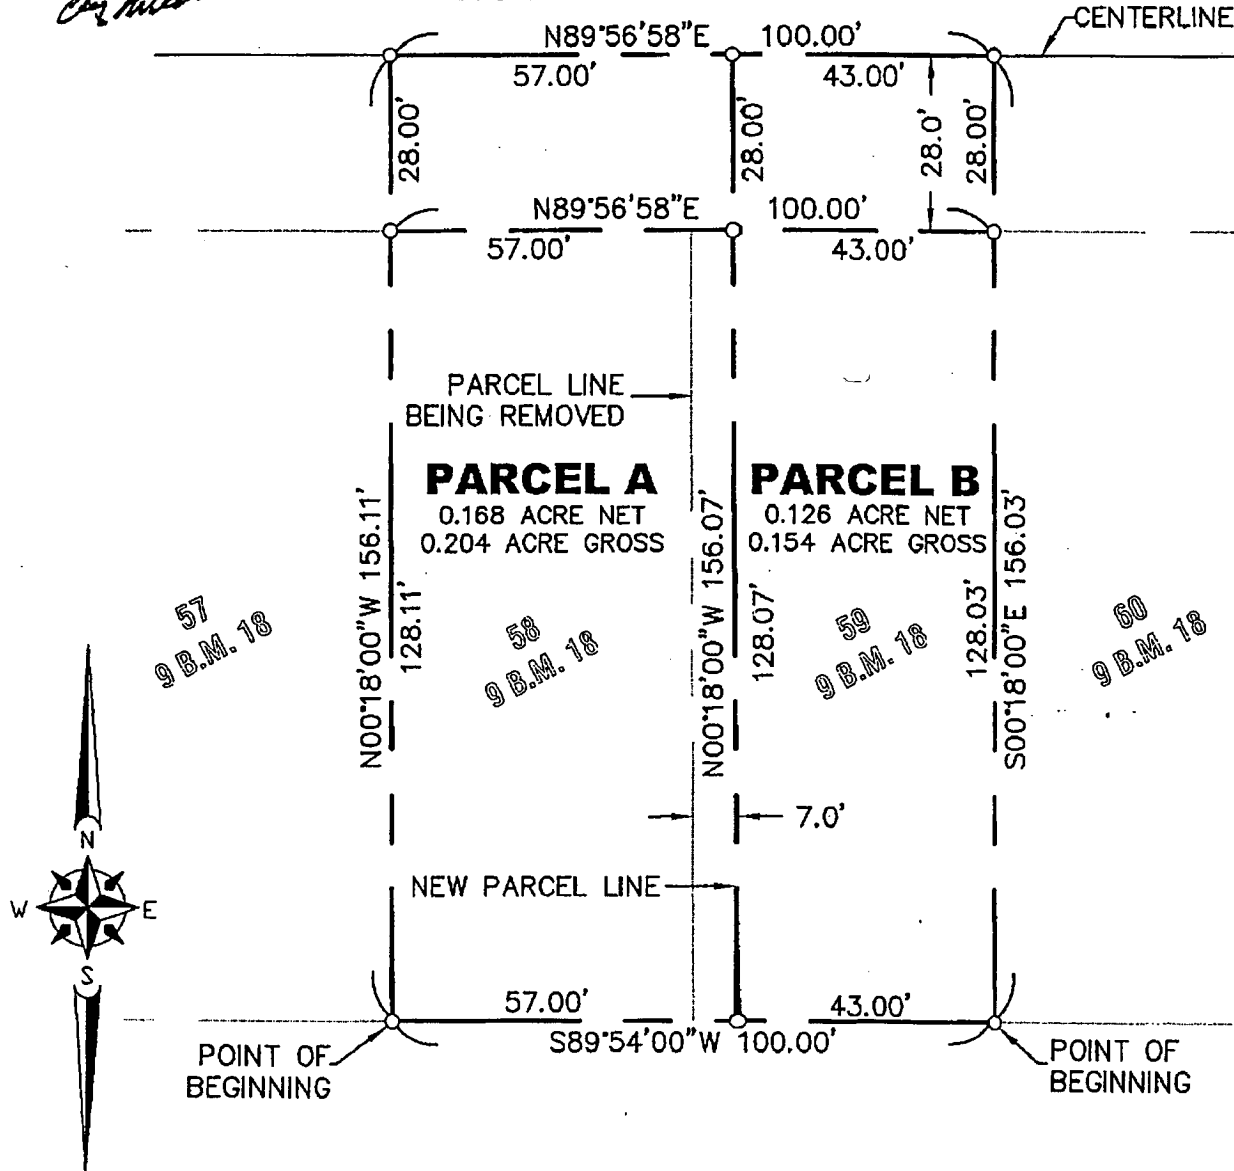 CENTERLINE
N89°56'58"E 100.00'
57.00' 43.00'
28.00' 28.00' 28.0' 28.00'
N89°56'58"E 100.00'
57.00' 43.00'
PARCEL LINE
BEING REMOVED
PARCEL A
0.168 ACRE NET
0.204 ACRE GROSS
PARCEL B
0.126 ACRE NET
0.154 ACRE GROSS
N00°18'00"W 156.11'
128.11'
N00°18'00"W 156.07'
128.07'
128.03'
S00°18'00"E 156.03'
57
9 B.M. 18
58
9 B.M. 18
59
9 B.M. 18
60
9 B.M. 18
7.0'
NEW PARCEL LINE
N
W E
S
57.00' 43.00'
S89°54'00"W 100.00'
POINT OF
BEGINNING
POINT OF
BEGINNING